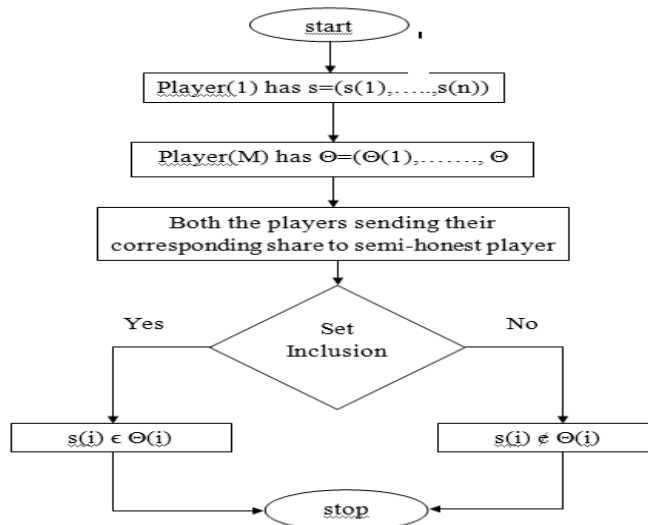 start
Player(1) has s=(s(1),…..,s(n))
Player(M) has Θ=(Θ(1),……., Θ
Both the players sending their
corresponding share to semi-honest player
Set
Inclusion
Yes
No
s(i) ϵ Θ(i)
s(i) ∉ Θ(i)
stop